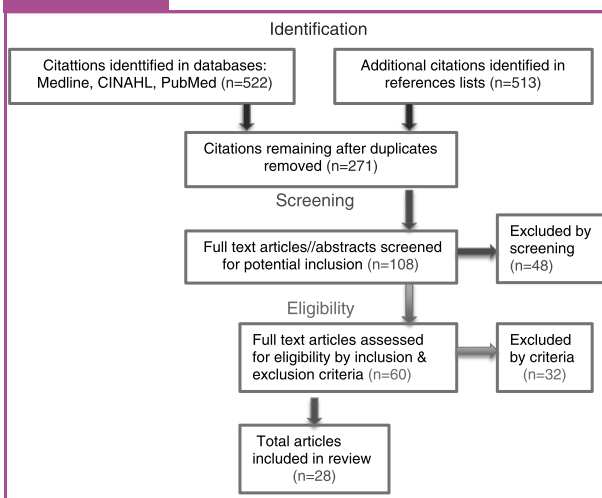 Identification
Citattions identtified in databases:
Medline, CINAHL, PubMed (n=522)
Additional citations identified in
references lists (n=513)
Citations remaining after duplicates
removed (n=271)
Screening
Full text articles//abstracts screened
for potential inclusion (n=108)
Excluded by
screening
(n=48)
Eligibility
Full text articles assessed
for eligibility by inclusion &
exclusion criteria (n=60)
Excluded
by criteria
(n=32)
Total articles
included in review
(n=28)